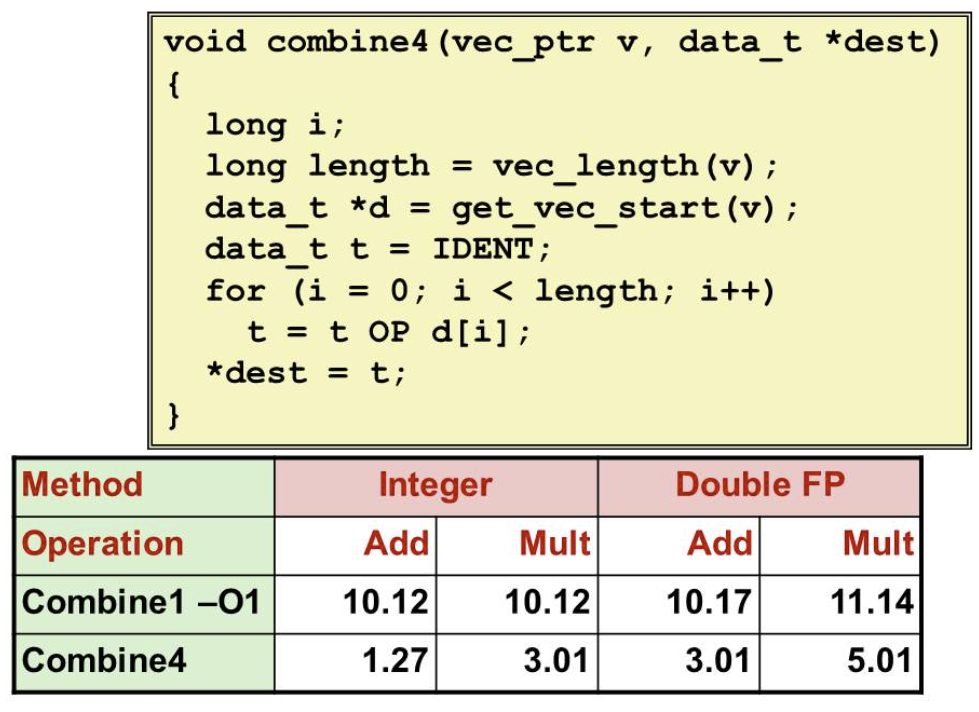 void combine4(vec_ptr v, data_t *dest)
{
  long i;
  long length = vec_length(v);
  data_t *d = get_vec_start(v);
  data_t t = IDENT;
  for (i = 0; i < length; i++)
    t = t OP d[i];
  *dest = t;
}
Method Integer Double FP
Operation Add Mult Add Mult
Combine1 –O1 10.12 10.12 10.17 11.14
Combine4 1.27 3.01 3.01 5.01